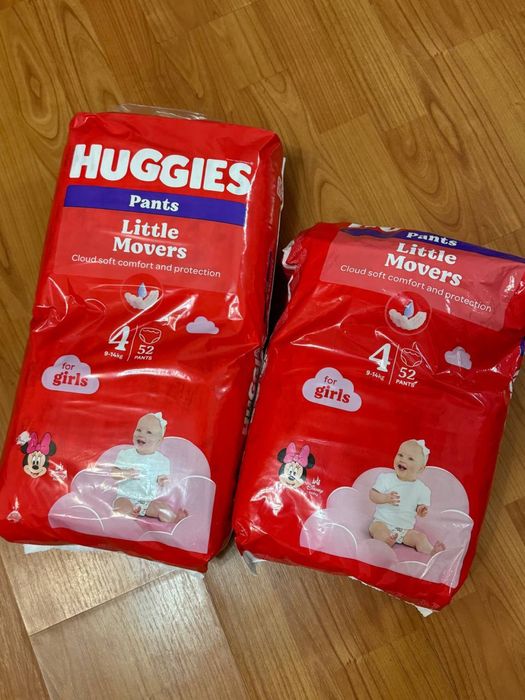 HUGGIES
Pants
Little
Movers
Cloud soft comfort and protection
4
9-14kg
52
PANTS
for
girls
Pants
Little
Movers
Cloud soft comfort and protection
4
9-14kg
52
PANTS
for
girls